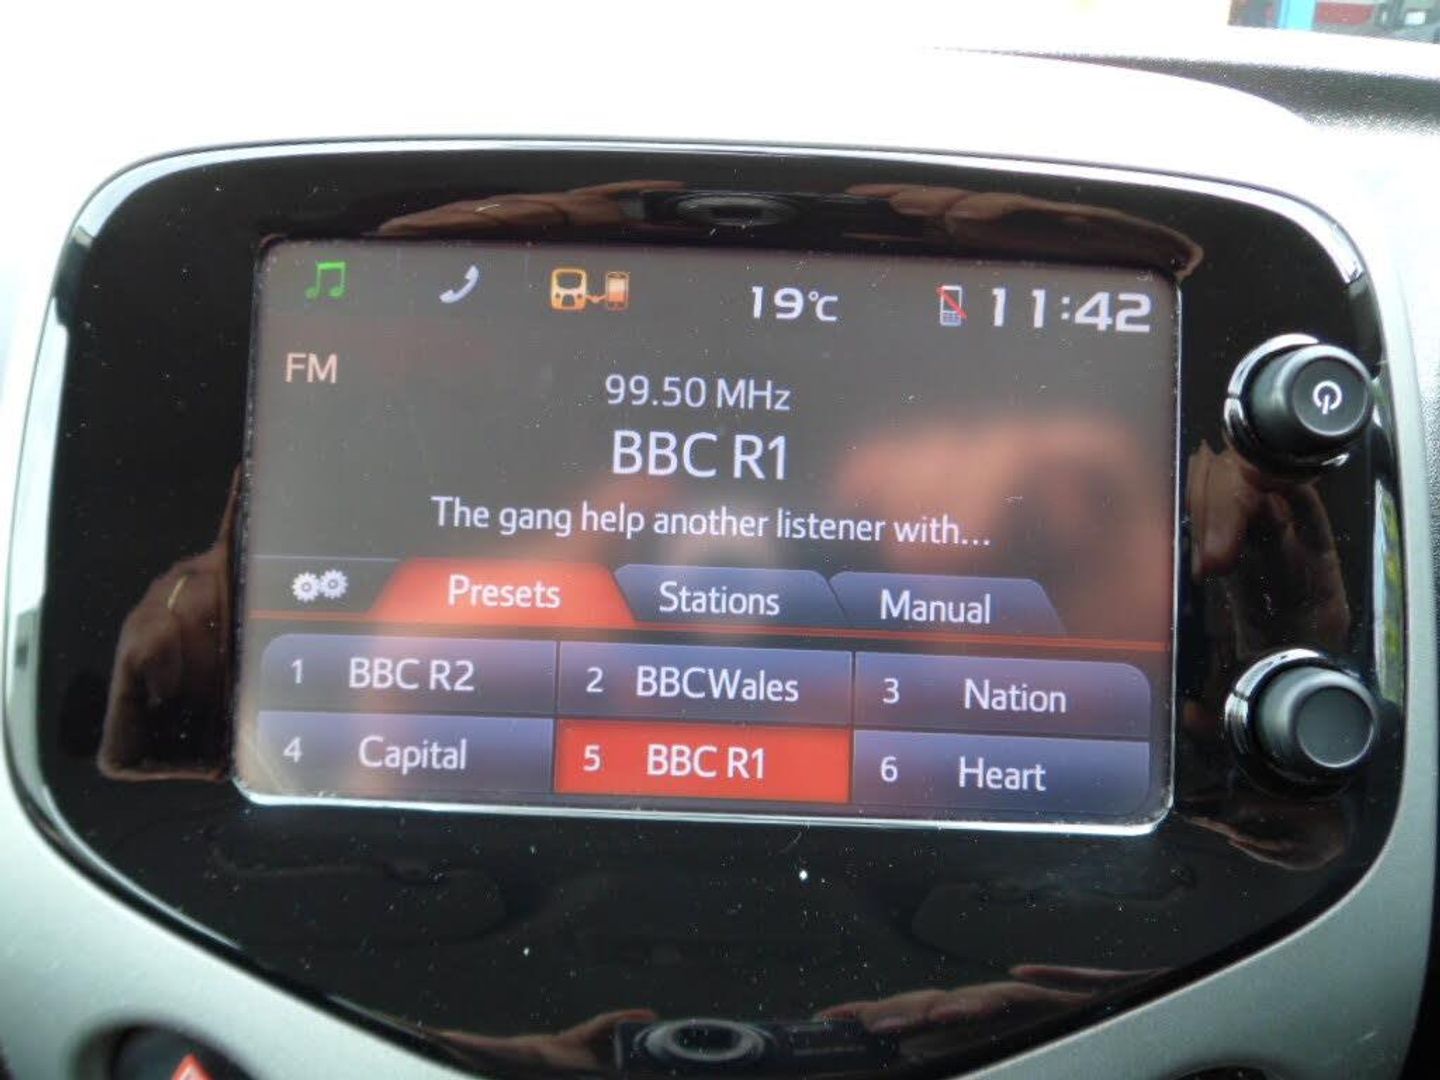 19°C 11:42
FM
99.50 MHz
BBC R1
The gang help another listener with...
Presets Stations Manual
1 BBC R2 2 BBCWales 3 Nation
4 Capital 5 BBC R1 6 Heart